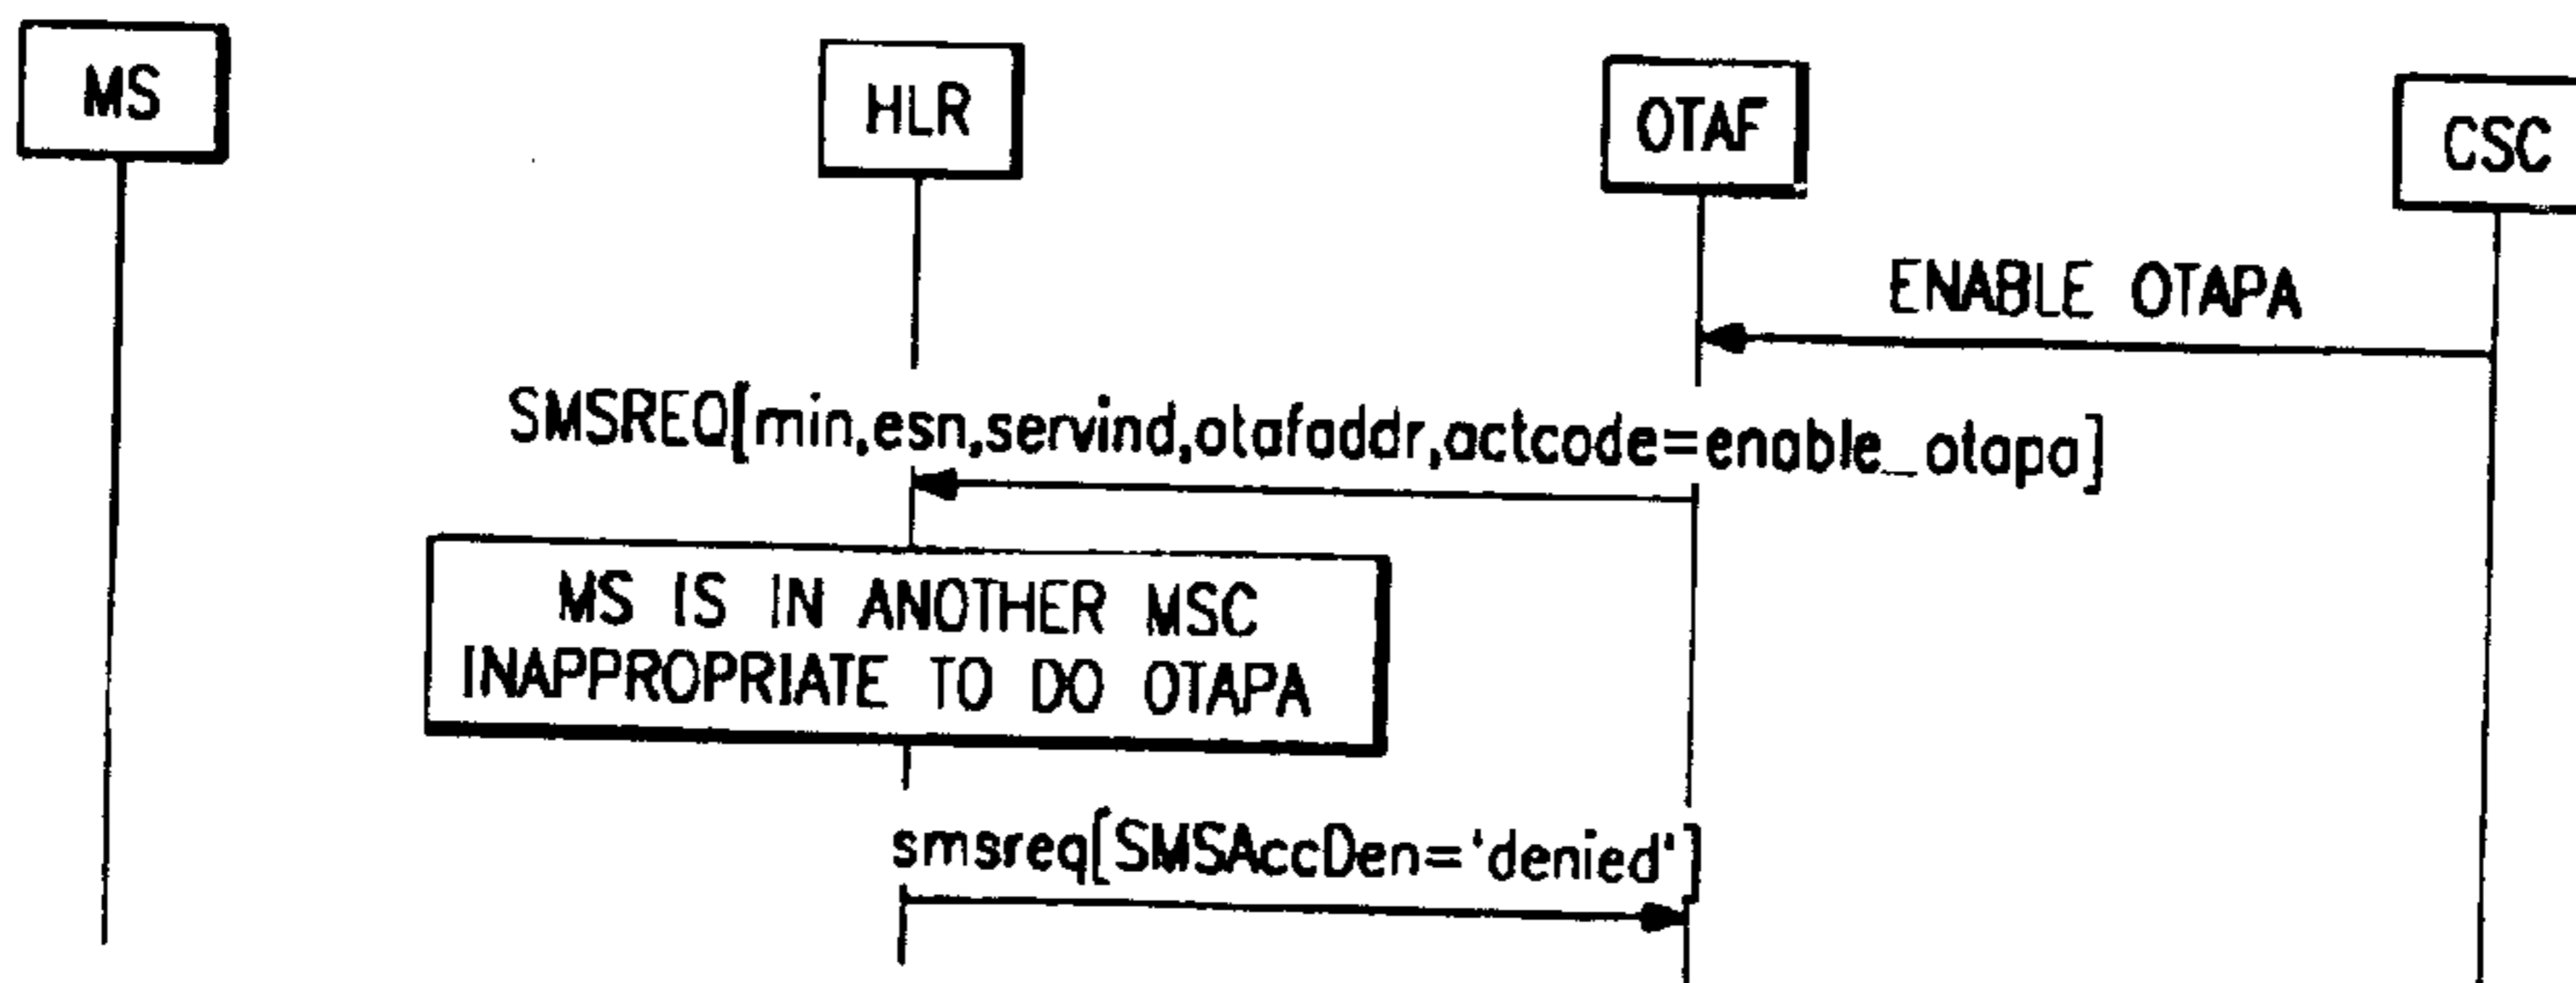 MS
HLR
OTAF
CSC
ENABLE OTAPA
SMSREQ[min,esn,servind,otafaddr,actcode=enable_otapa]
MS IS IN ANOTHER MSC
INAPPROPRIATE TO DO OTAPA
smsreq[SMSAccDen='denied']